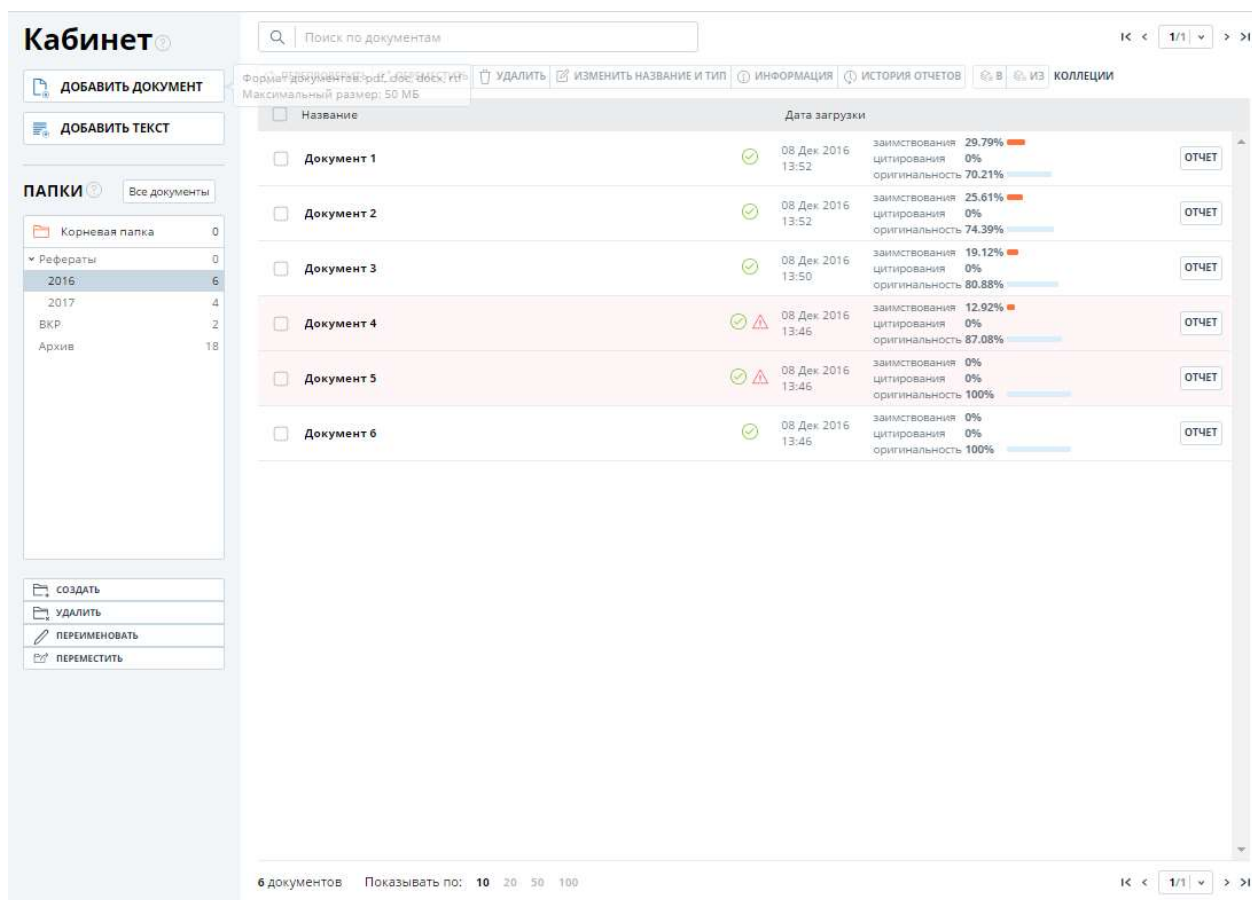 Кабинет
Поиск по документам
1/1
ДОБАВИТЬ ДОКУМЕНТ
Формат документов: pdf, doc, docx, rtf
Максимальный размер: 50 МБ
УДАЛИТЬ
ИЗМЕНИТЬ НАЗВАНИЕ И ТИП
ИНФОРМАЦИЯ
ИСТОРИЯ ОТЧЕТОВ
В
ИЗ
КОЛЛЕЦИИ
ДОБАВИТЬ ТЕКСТ
ПАПКИ
Все документы
Корневая папка 0
Рефераты 0
2016 6
2017 4
ВКР 2
Архив 18
СОЗДАТЬ
УДАЛИТЬ
ПЕРЕИМЕНОВАТЬ
ПЕРЕМЕСТИТЬ
Название Дата загрузки
Документ 1
08 Дек 2016
13:52
заимствования 29.79%
цитирования 0%
оригинальность 70.21%
ОТЧЕТ
Документ 2
08 Дек 2016
13:52
заимствования 25.61%
цитирования 0%
оригинальность 74.39%
ОТЧЕТ
Документ 3
08 Дек 2016
13:50
заимствования 19.12%
цитирования 0%
оригинальность 80.88%
ОТЧЕТ
Документ 4
08 Дек 2016
13:46
заимствования 12.92%
цитирования 0%
оригинальность 87.08%
ОТЧЕТ
Документ 5
08 Дек 2016
13:46
заимствования 0%
цитирования 0%
оригинальность 100%
ОТЧЕТ
Документ 6
08 Дек 2016
13:46
заимствования 0%
цитирования 0%
оригинальность 100%
ОТЧЕТ
6 документов Показывать по: 10 20 50 100
1/1